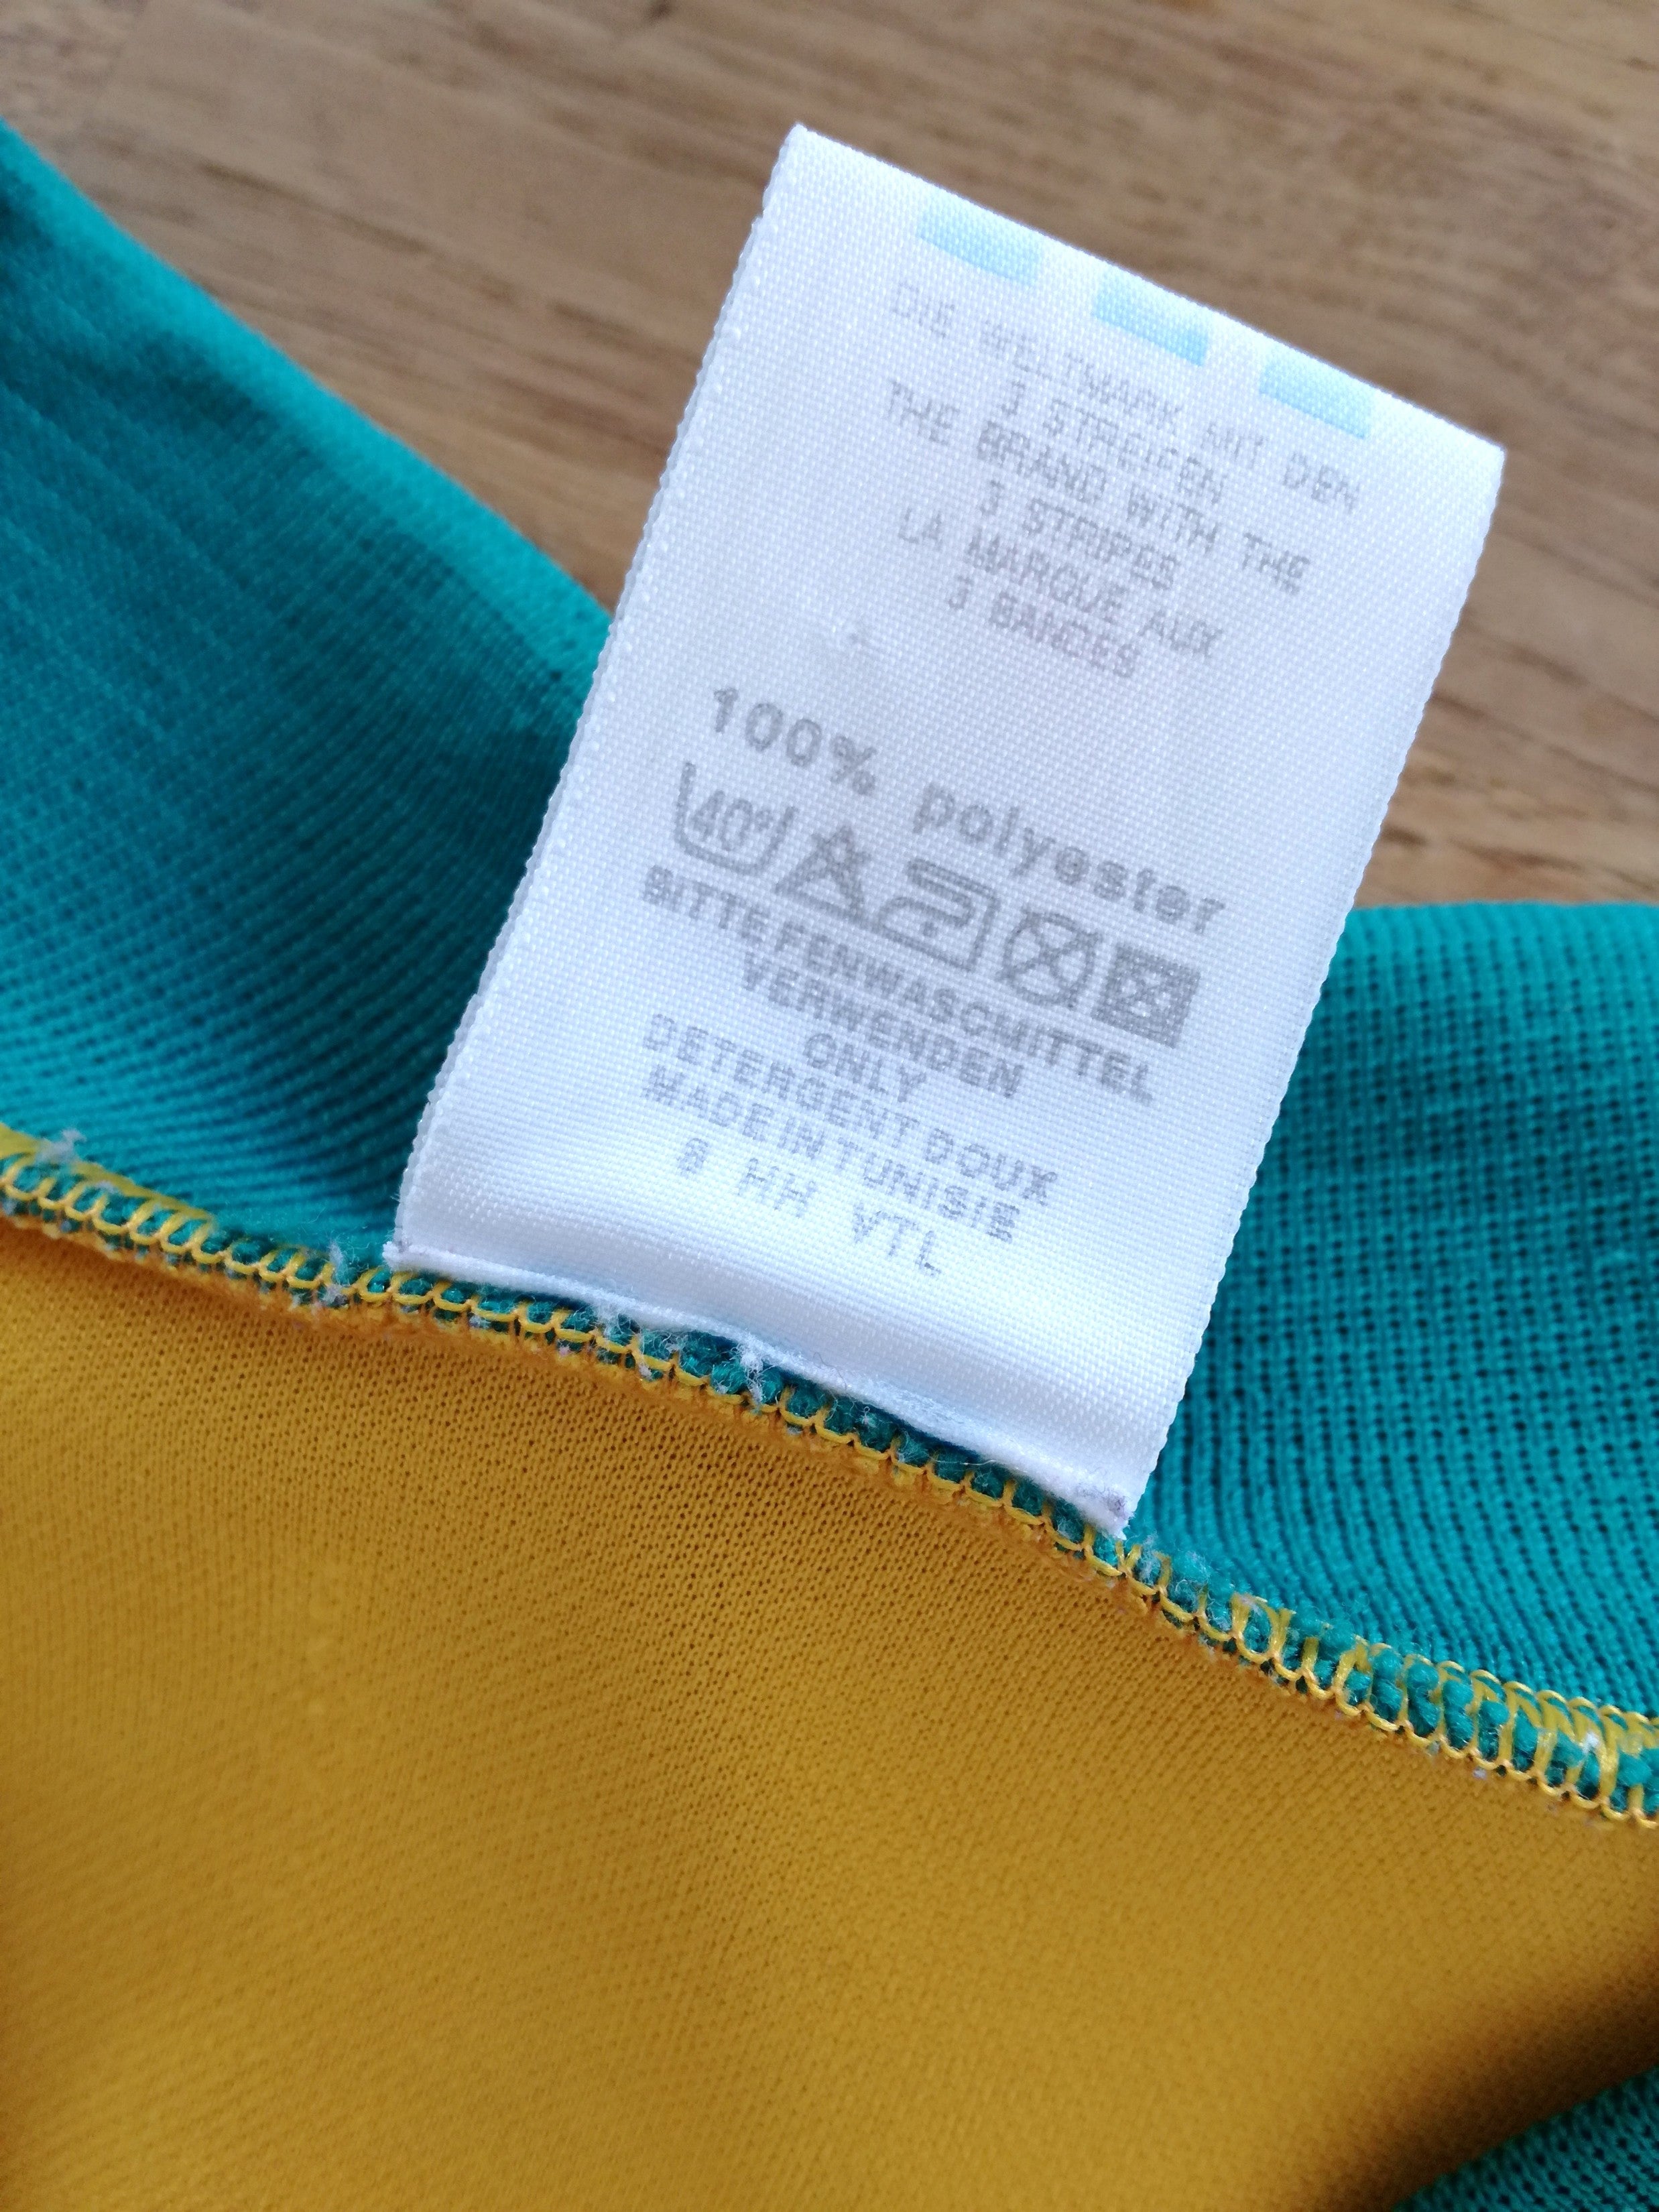 DIE WELTMARK MIT DEN
3 STREIFEN
THE BRAND WITH THE
3 STRIPES
LA MARQUE AUX
3 BANDES
100% polyester
40°
BITTE FENWASCMITTEL
VERWENDEN
ONLY
DETERGENT DOUX
MADE IN TUNISIE
8 HH VTL